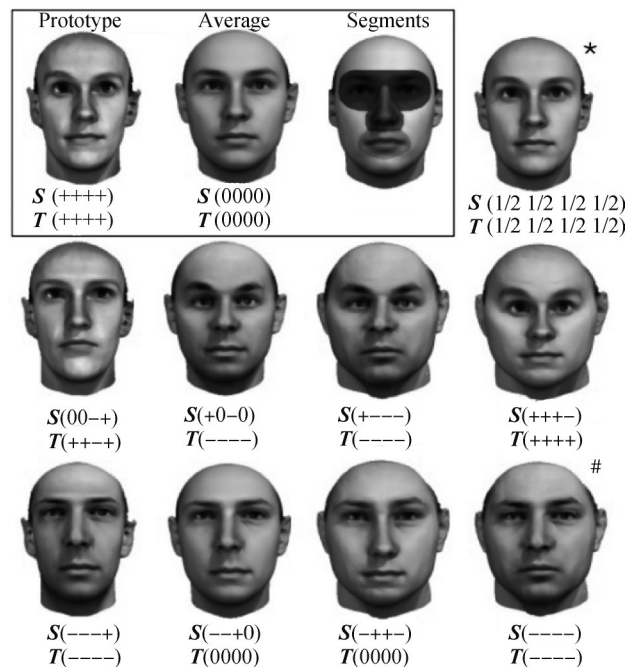 Prototype Average Segments
*
S (++++) S (0000) S (1/2 1/2 1/2 1/2)
T (++++) T (0000) T (1/2 1/2 1/2 1/2)
S(00−+) S(+0−0) S(+−−−) S(+++−)
T(++−+) T(−−−−) T(−−−−) T(++++)
#
S(−−−+) S(−−+0) S(−++−) S(−−−−)
T(−−−−) T(0000) T(0000) T(−−−−)